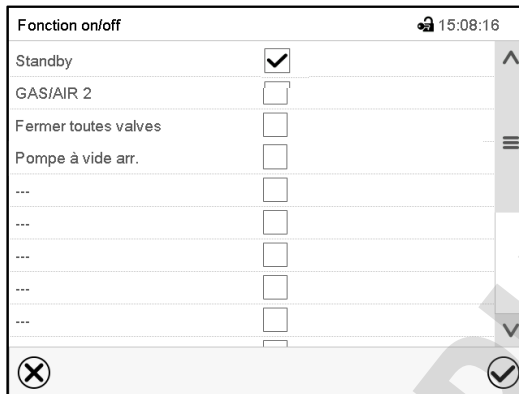 Fonction on/off 15:08:16
Standby
GAS/AIR 2
Fermer toutes valves
Pompe à vide arr.
---
---
---
---
---